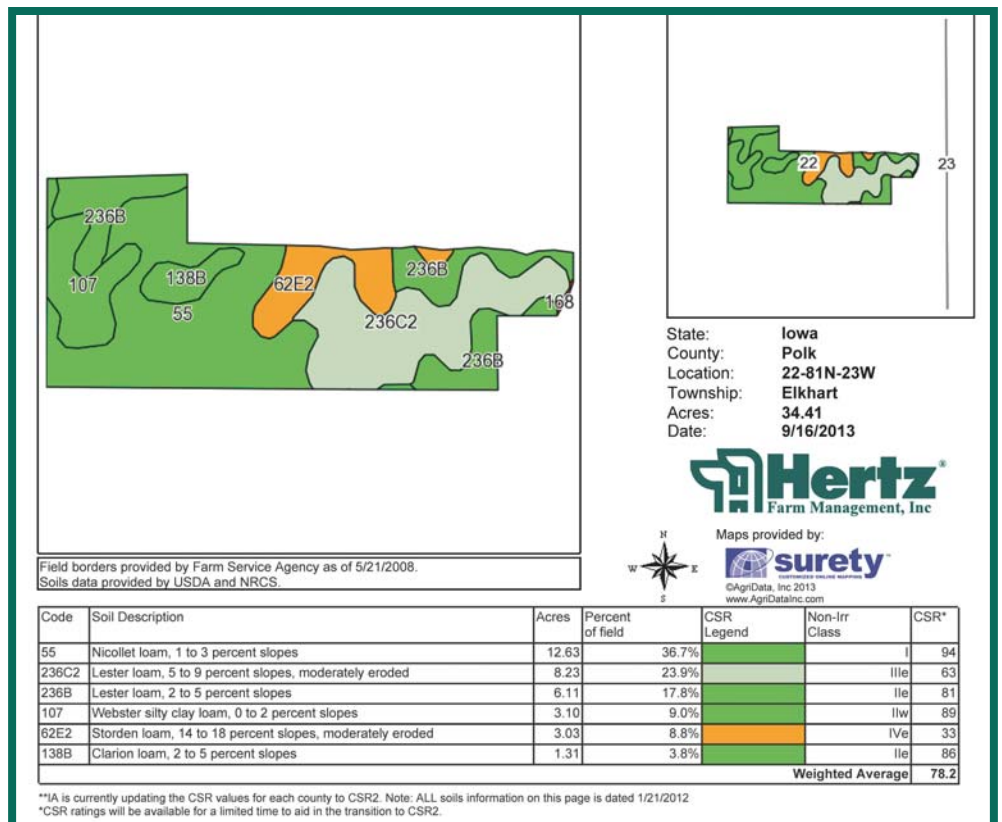 236B
107
138B
55
62E2
236B
236C2
168
236B
22
23
State: Iowa
County: Polk
Location: 22-81N-23W
Township: Elkhart
Acres: 34.41
Date: 9/16/2013
Hertz®
Farm Management, Inc
N
W E
S
Maps provided by:
surety™
CUSTOMIZED ONLINE MAPPING
©AgriData, Inc 2013
www.AgriDataInc.com
Field borders provided by Farm Service Agency as of 5/21/2008.
Soils data provided by USDA and NRCS.
Code Soil Description Acres Percent of field CSR Legend Non-Irr Class CSR*
55 Nicollet loam, 1 to 3 percent slopes 12.63 36.7% I 94
236C2 Lester loam, 5 to 9 percent slopes, moderately eroded 8.23 23.9% IIIe 63
236B Lester loam, 2 to 5 percent slopes 6.11 17.8% IIe 81
107 Webster silty clay loam, 0 to 2 percent slopes 3.10 9.0% IIw 89
62E2 Storden loam, 14 to 18 percent slopes, moderately eroded 3.03 8.8% IVe 33
138B Clarion loam, 2 to 5 percent slopes 1.31 3.8% IIe 86
Weighted Average 78.2
**IA is currently updating the CSR values for each county to CSR2. Note: ALL soils information on this page is dated 1/21/2012
*CSR ratings will be available for a limited time to aid in the transition to CSR2.